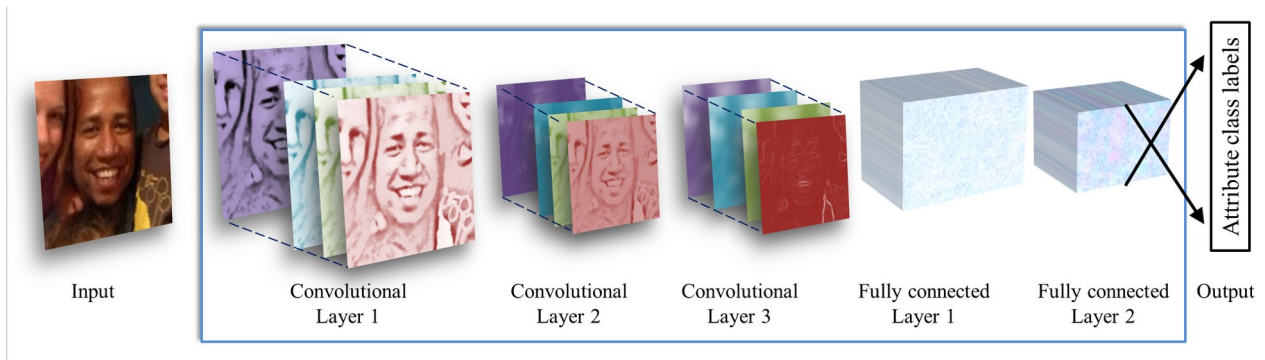 Attribute class labels
Input
Convolutional
Layer 1
Convolutional
Layer 2
Convolutional
Layer 3
Fully connected
Layer 1
Fully connected
Layer 2
Output